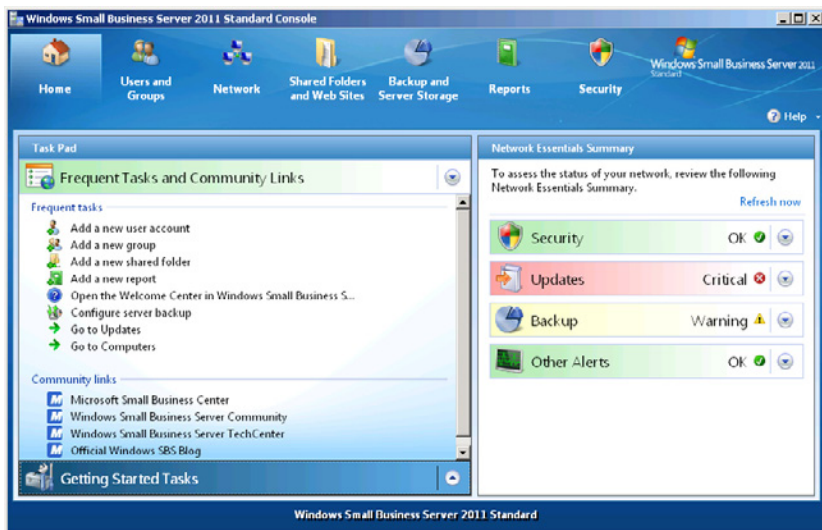 Windows Small Business Server 2011 Standard Console
Home
Users and
Groups
Network
Shared Folders
and Web Sites
Backup and
Server Storage
Reports
Security
Windows Small Business Server 2011
Standard
Help
Task Pad
Frequent Tasks and Community Links
Frequent tasks
Add a new user account
Add a new group
Add a new shared folder
Add a new report
Open the Welcome Center in Windows Small Business S...
Configure server backup
Go to Updates
Go to Computers
Community links
Microsoft Small Business Center
Windows Small Business Server Community
Windows Small Business Server TechCenter
Official Windows SBS Blog
Getting Started Tasks
Network Essentials Summary
To assess the status of your network, review the following
Network Essentials Summary.
Refresh now
Security OK
Updates Critical
Backup Warning
Other Alerts OK
Windows Small Business Server 2011 Standard